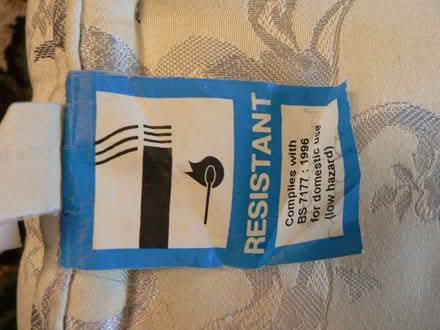 RESISTANT
Complies with
BS 7177 : 1996
for domestic use
(low hazard)